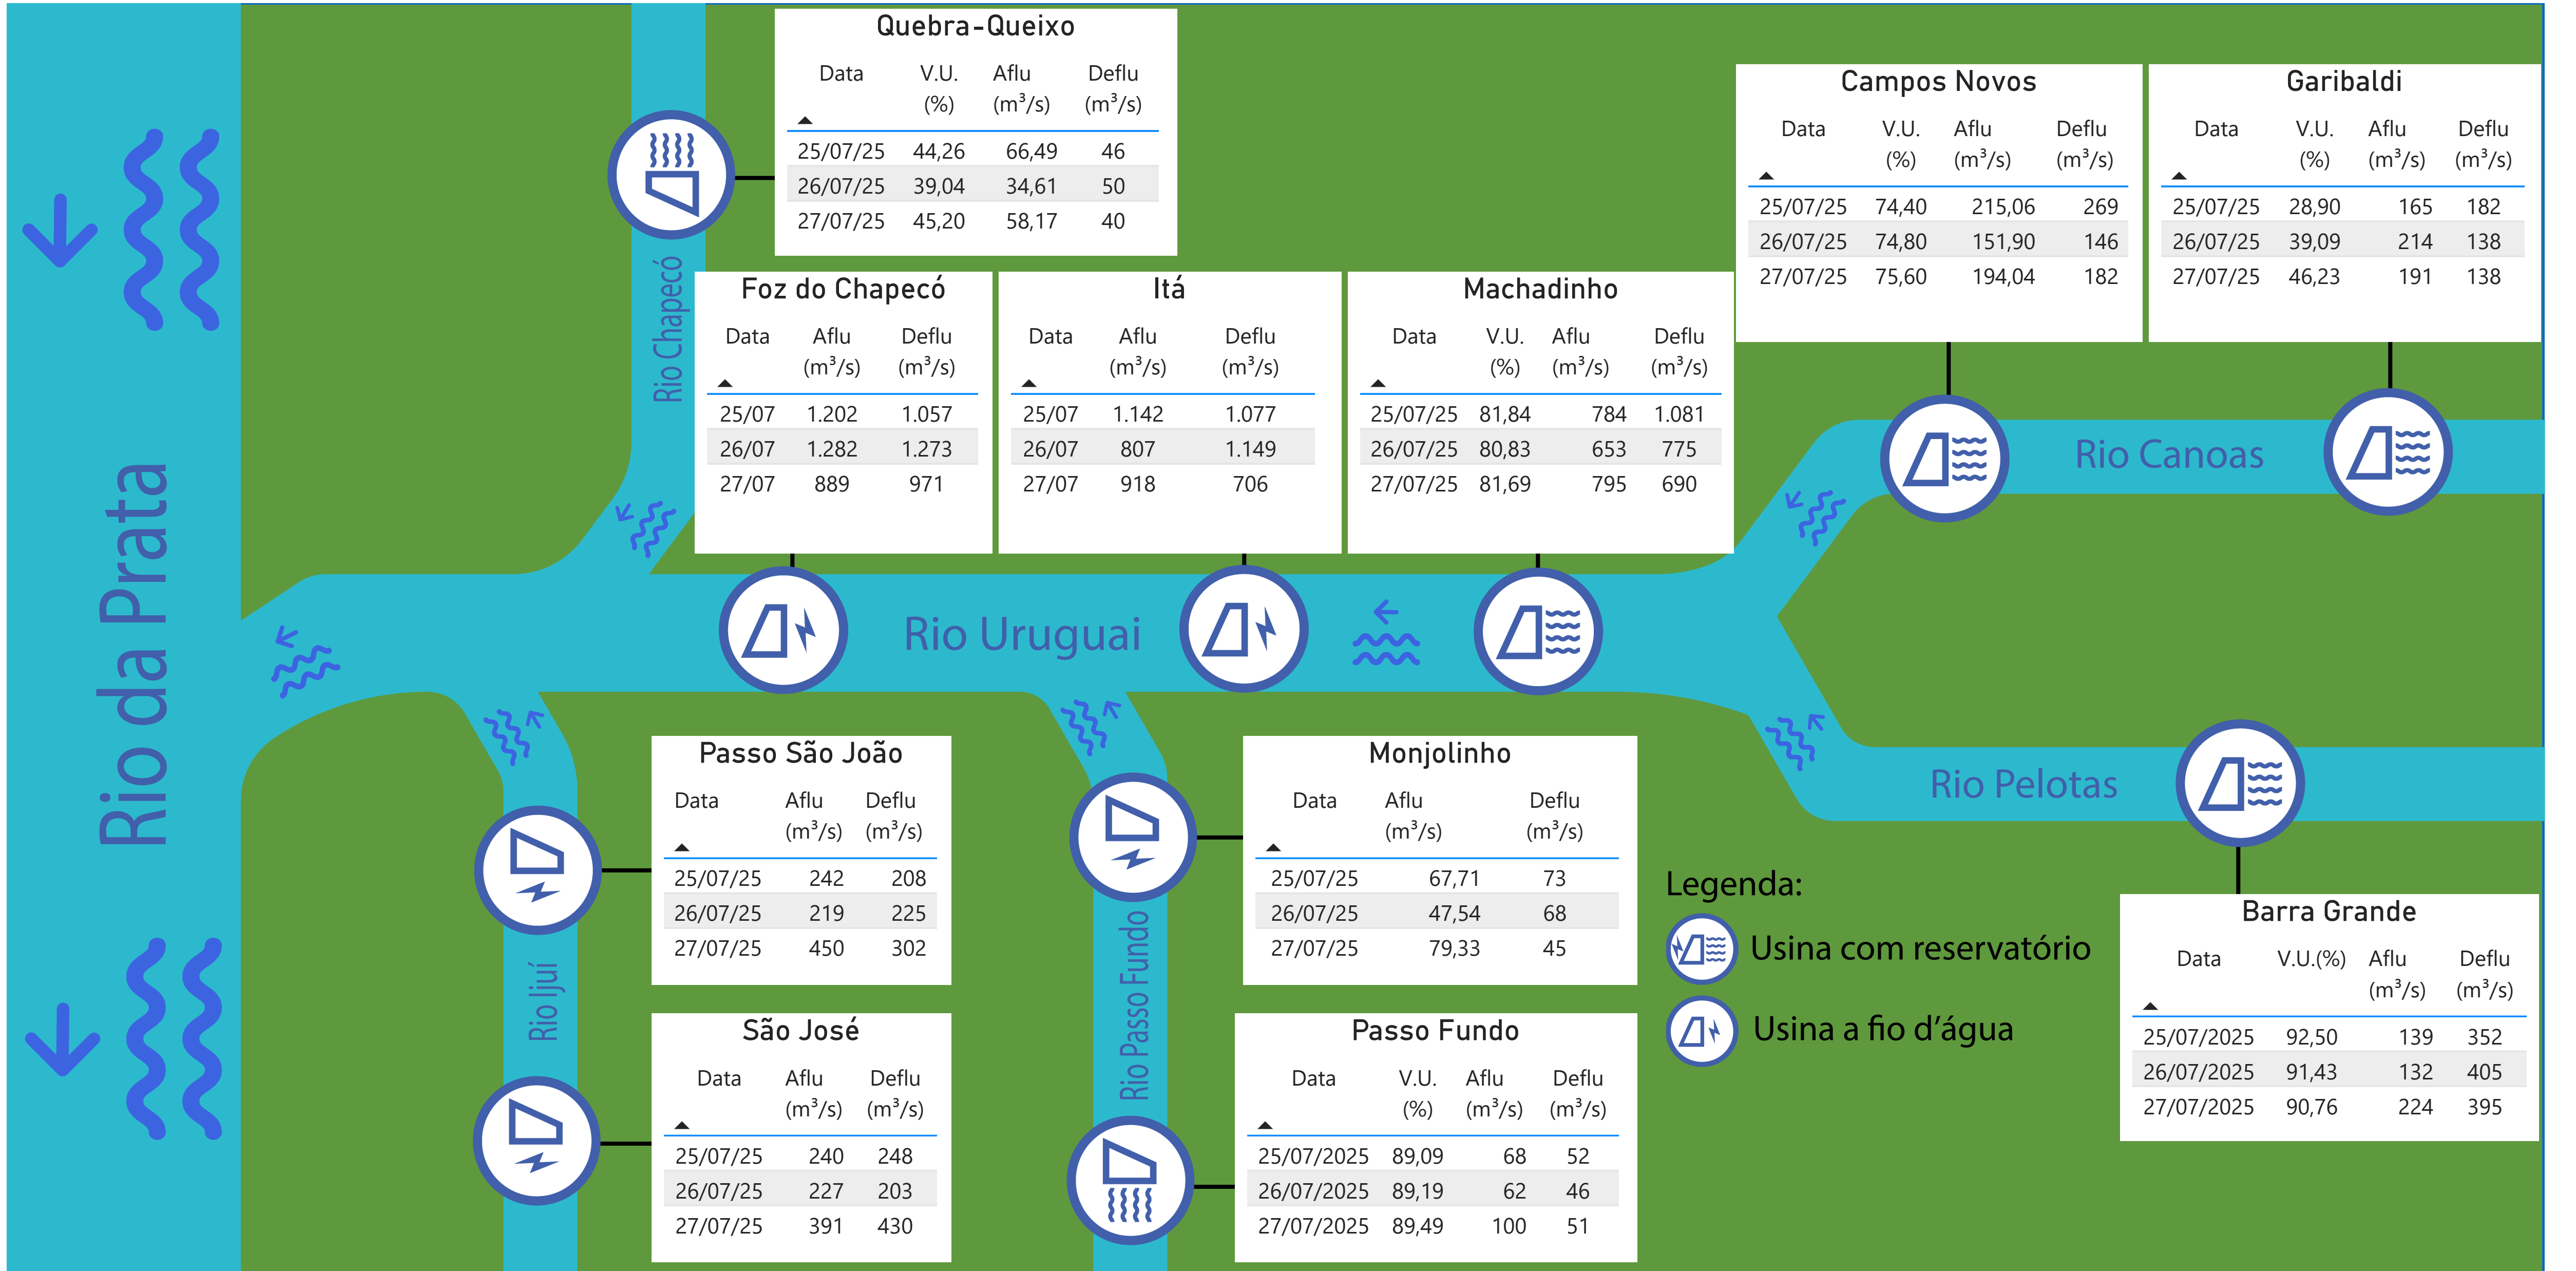 Quebra-Queixo
Data V.U. (%) Aflu (m³/s) Deflu (m³/s)
25/07/25 44,26 66,49 46
26/07/25 39,04 34,61 50
27/07/25 45,20 58,17 40
Campos Novos
Data V.U. (%) Aflu (m³/s) Deflu (m³/s)
25/07/25 74,40 215,06 269
26/07/25 74,80 151,90 146
27/07/25 75,60 194,04 182
Garibaldi
Data V.U. (%) Aflu (m³/s) Deflu (m³/s)
25/07/25 28,90 165 182
26/07/25 39,09 214 138
27/07/25 46,23 191 138
Foz do Chapecó
Data Aflu (m³/s) Deflu (m³/s)
25/07 1.202 1.057
26/07 1.282 1.273
27/07 889 971
Itá
Data Aflu (m³/s) Deflu (m³/s)
25/07 1.142 1.077
26/07 807 1.149
27/07 918 706
Machadinho
Data V.U. (%) Aflu (m³/s) Deflu (m³/s)
25/07/25 81,84 784 1.081
26/07/25 80,83 653 775
27/07/25 81,69 795 690
Rio Chapecó
Rio Canoas
Rio da Prata
Rio Uruguai
Rio Pelotas
Passo São João
Data Aflu (m³/s) Deflu (m³/s)
25/07/25 242 208
26/07/25 219 225
27/07/25 450 302
Monjolinho
Data Aflu (m³/s) Deflu (m³/s)
25/07/25 67,71 73
26/07/25 47,54 68
27/07/25 79,33 45
Legenda:
Usina com reservatório
Usina a fio d'água
Barra Grande
Data V.U.(%) Aflu (m³/s) Deflu (m³/s)
25/07/2025 92,50 139 352
26/07/2025 91,43 132 405
27/07/2025 90,76 224 395
Rio Ijuí
Rio Passo Fundo
São José
Data Aflu (m³/s) Deflu (m³/s)
25/07/25 240 248
26/07/25 227 203
27/07/25 391 430
Passo Fundo
Data V.U. (%) Aflu (m³/s) Deflu (m³/s)
25/07/2025 89,09 68 52
26/07/2025 89,19 62 46
27/07/2025 89,49 100 51